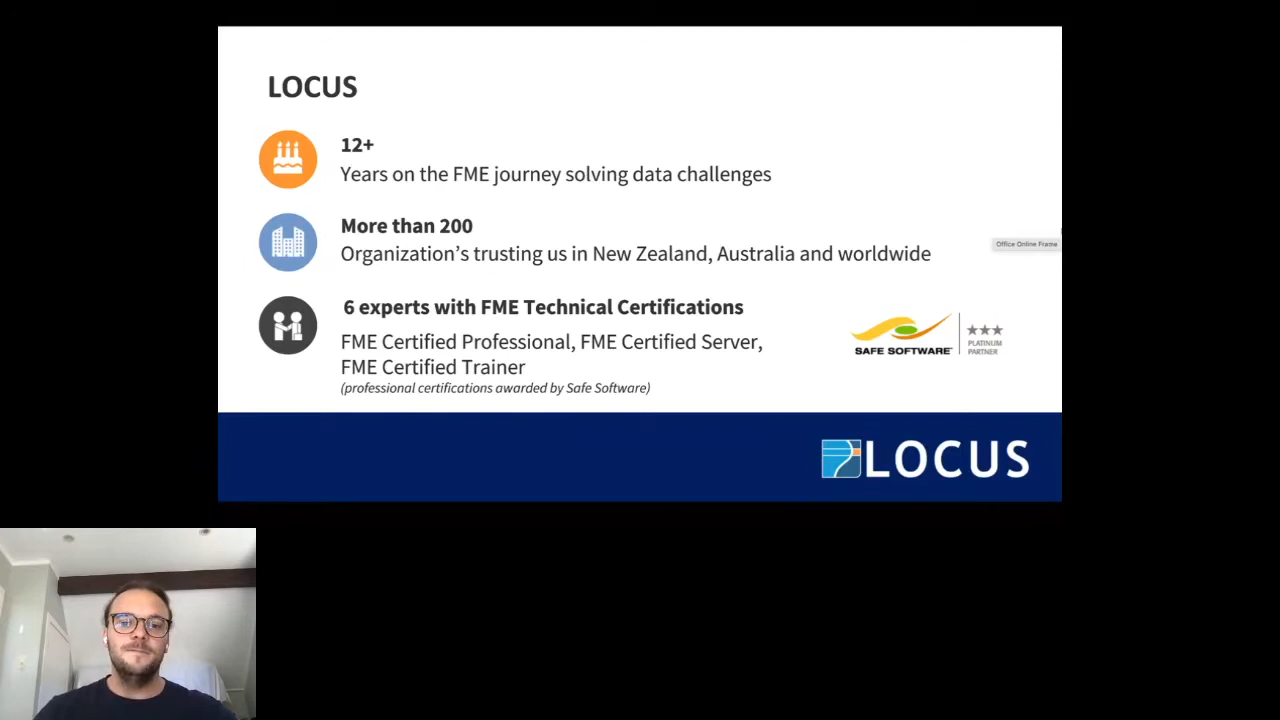 LOCUS
12+
Years on the FME journey solving data challenges
More than 200
Organization's trusting us in New Zealand, Australia and worldwide
Office Online Frame
6 experts with FME Technical Certifications
FME Certified Professional, FME Certified Server,
FME Certified Trainer
(professional certifications awarded by Safe Software)
SAFE SOFTWARE
PLATINUM
PARTNER
LOCUS